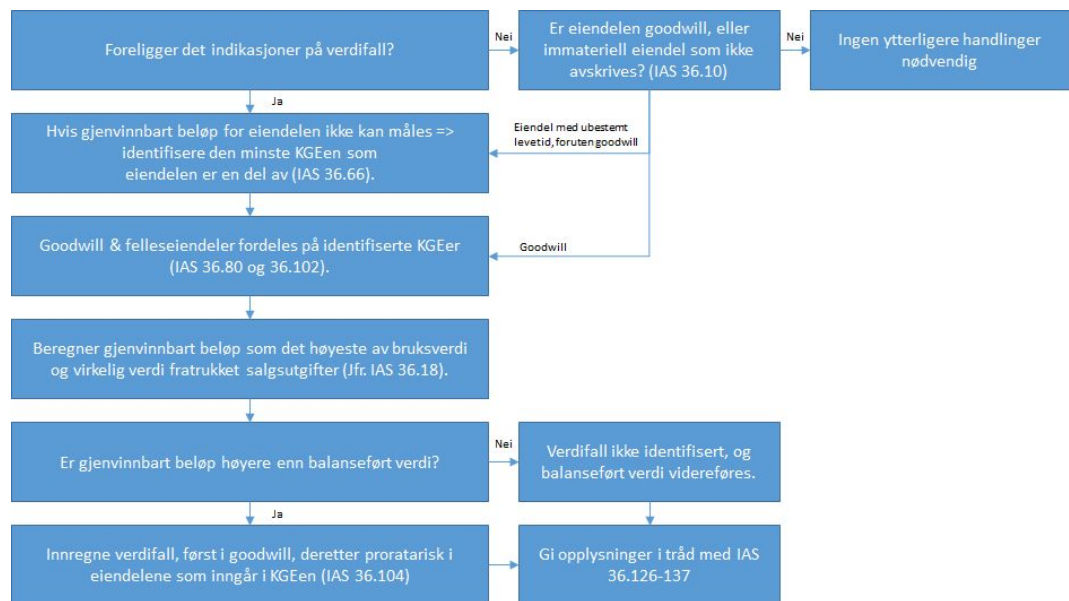 Foreligger det indikasjoner på verdifall?
Nei
Er eiendelen goodwill, eller
immateriell eiendel som ikke
avskrives? (IAS 36.10)
Nei
Ingen ytterligere handlinger
nødvendig
Ja
Hvis gjenvinnbart beløp for eiendelen ikke kan måles =>
identifisere den minste KGEen som
eiendelen er en del av (IAS 36.66).
Eiendel med ubestemt
levetid, foruten goodwill
Goodwill & felleseiendeler fordeles på identifiserte KGEer
(IAS 36.80 og 36.102).
Goodwill
Beregner gjenvinnbart beløp som det høyeste av bruksverdi
og virkelig verdi fratrukket salgsutgifter (Jfr. IAS 36.18).
Er gjenvinnbart beløp høyere enn balanseført verdi?
Nei
Verdifall ikke identifisert, og
balanseført verdi videreføres.
Ja
Innregne verdifall, først i goodwill, deretter proratarisk i
eiendelene som inngår i KGEen (IAS 36.104)
Gi opplysninger i tråd med IAS
36.126-137